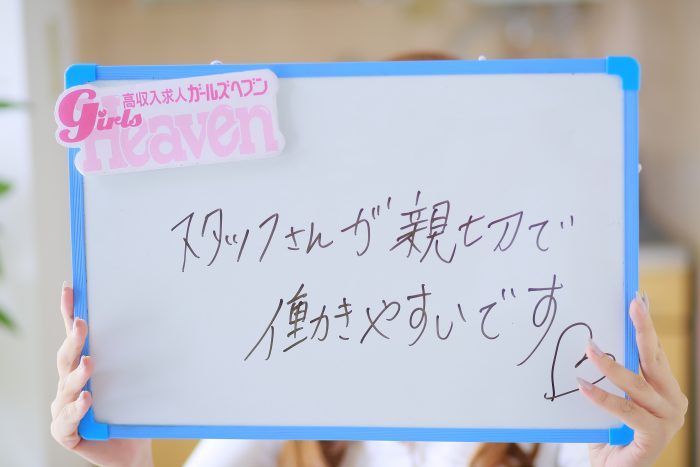 高収入求人ガールズヘブン
Girls
Heaven
スタッフさんが親切で
働きやすいです